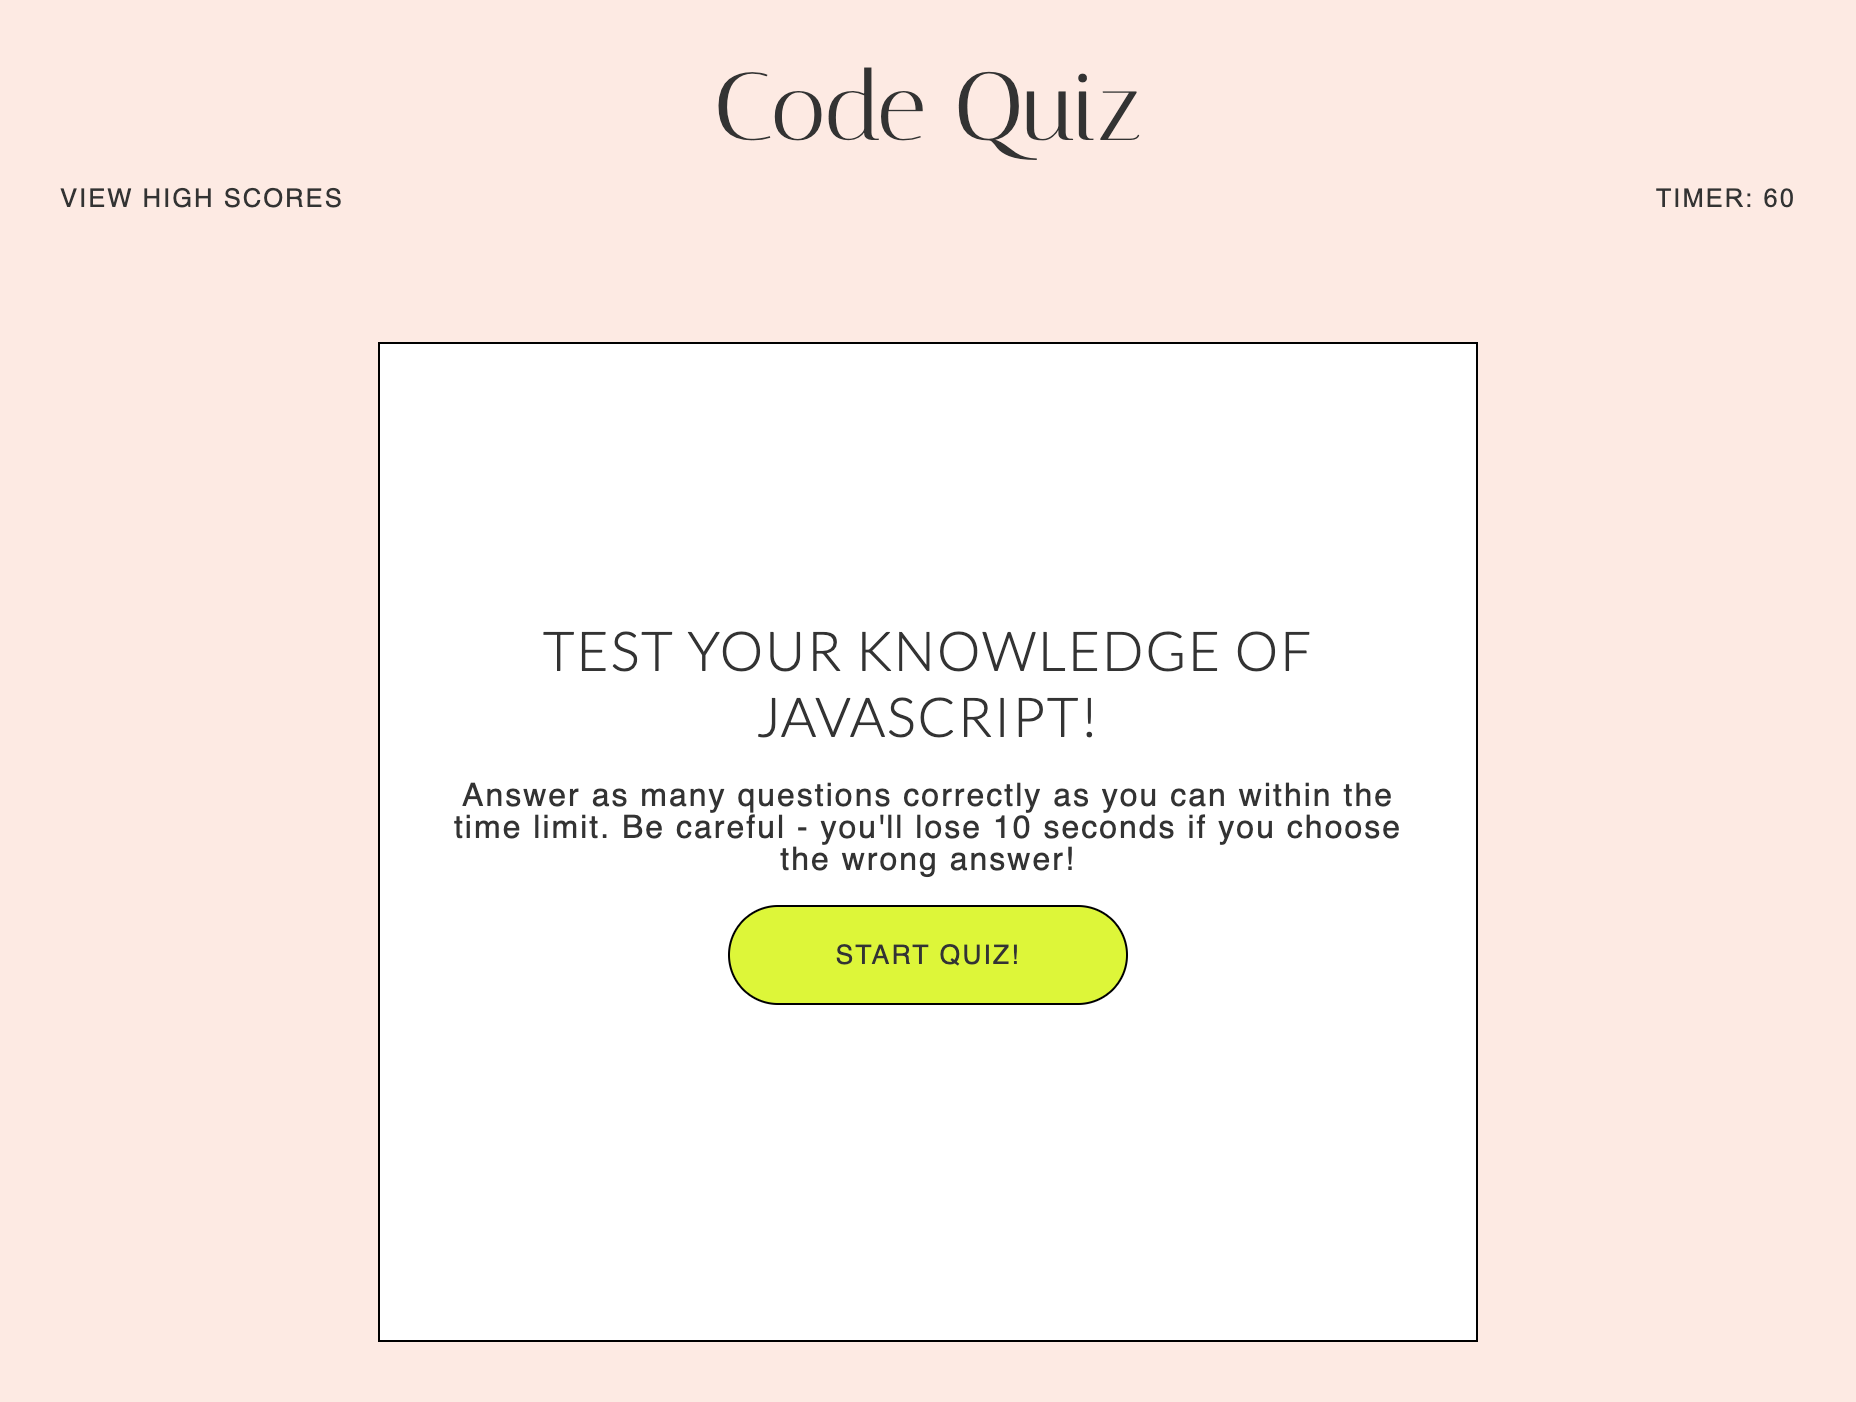 Code Quiz
VIEW HIGH SCORES
TIMER: 60
TEST YOUR KNOWLEDGE OF
JAVASCRIPT!
Answer as many questions correctly as you can within the
time limit. Be careful - you'll lose 10 seconds if you choose
the wrong answer!
START QUIZ!